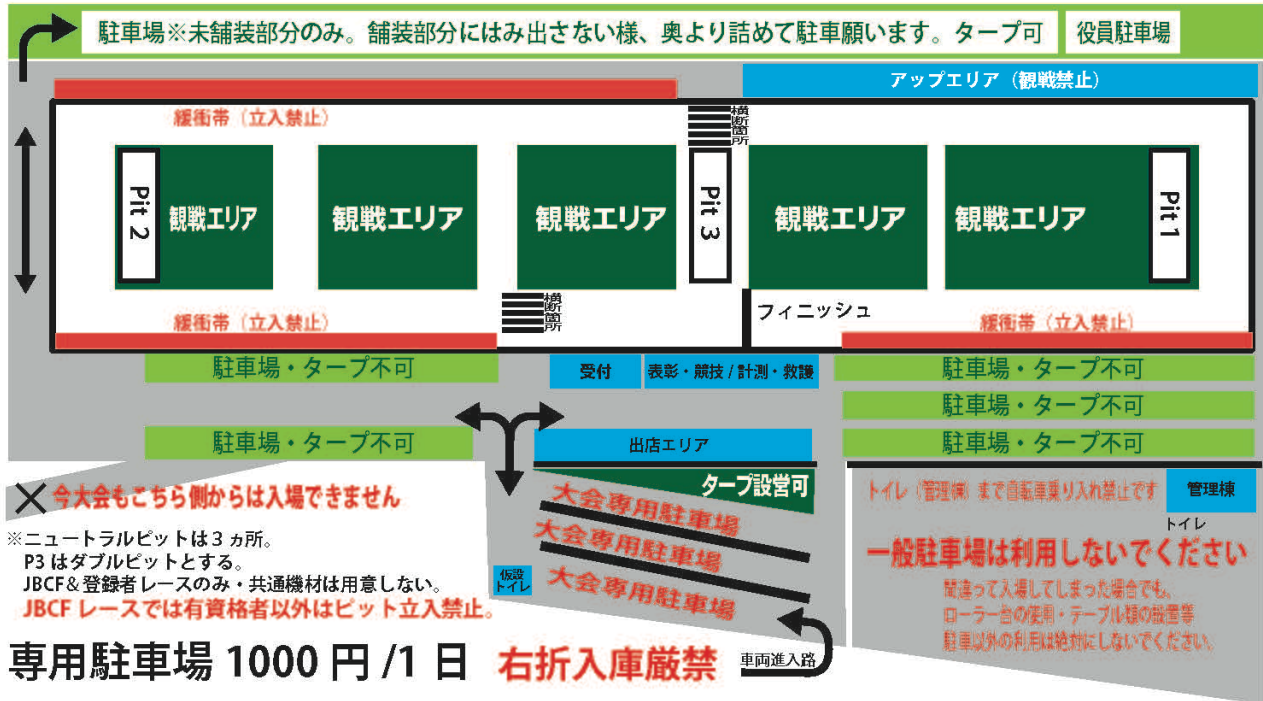 駐車場※未舗装部分のみ。舗装部分にはみ出さない様、奥より詰めて駐車願います。タープ可
役員駐車場
アップエリア（観戦禁止）
緩衝帯（立入禁止）
横断箇所
Pit 2
観戦エリア
観戦エリア
観戦エリア
Pit 3
観戦エリア
観戦エリア
Pit 1
横断箇所
フィニッシュ
緩衝帯（立入禁止）
緩衝帯（立入禁止）
駐車場・タープ不可
受付
表彰・競技 / 計測・救護
駐車場・タープ不可
駐車場・タープ不可
駐車場・タープ不可
出店エリア
駐車場・タープ不可
タープ設営可
大会専用駐車場
大会専用駐車場
大会専用駐車場
仮設
トイレ
今大会もこちら側からは入場できません
※ニュートラルピットは３ヵ所。
P3 はダブルピットとする。
JBCF＆登録者レースのみ・共通機材は用意しない。
JBCF レースでは有資格者以外はピット立入禁止。
専用駐車場 1000 円 /1 日
右折入庫厳禁
車両進入路
トイレ（管理棟）まで自転車乗り入れ禁止です
管理棟
トイレ
一般駐車場は利用しないでください
間違って入場してしまった場合でも、
ローラー台の使用・テーブル類の設営等
駐車以外の利用は絶対にしないでください。